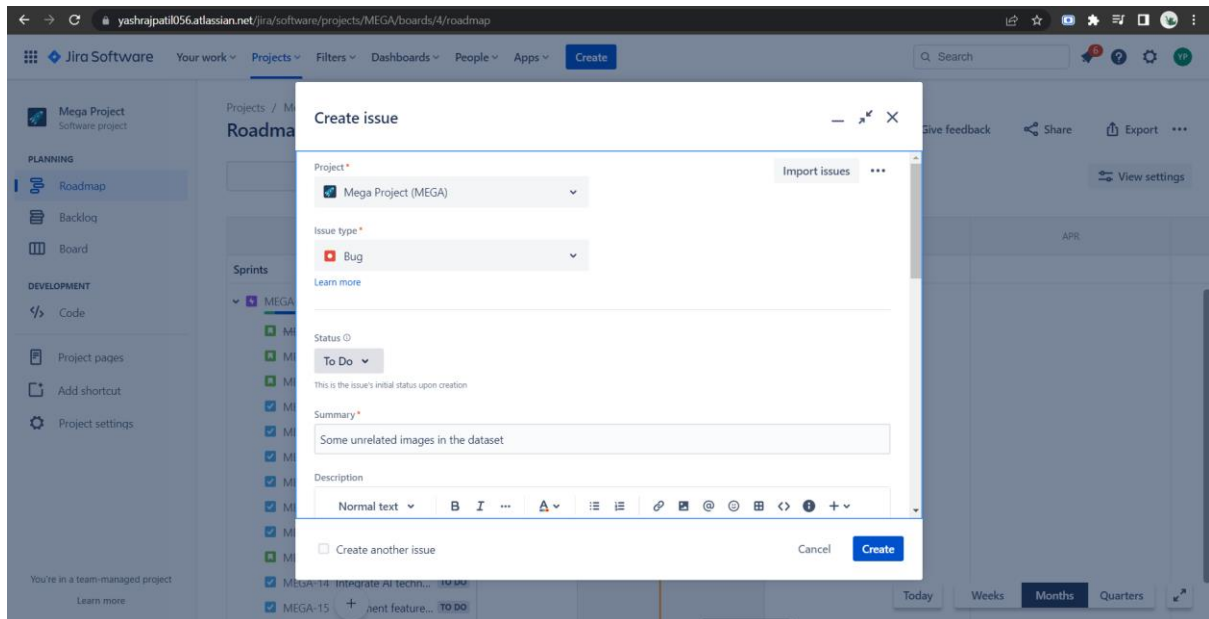 yashrajpatil056.atlassian.net/jira/software/projects/MEGA/boards/4/roadmap
Jira Software Your work Projects Filters Dashboards People Apps Create Search 6 YP
Mega Project
Software project
PLANNING
Roadmap
Backlog
Board
DEVELOPMENT
Code
Project pages
Add shortcut
Project settings
You're in a team-managed project
Learn more
Projects / M
Roadma
Give feedback Share Export
View settings
APR
Sprints
MEGA
MEGA-14 Integrate AI techn... TO DO
MEGA-15 ment feature... TO DO
Create issue
Import issues
Project *
Mega Project (MEGA)
Issue type *
Bug
Learn more
Status
To Do
This is the issue's initial status upon creation
Summary *
Some unrelated images in the dataset
Description
Normal text B I ... A
Create another issue Cancel Create
Today Weeks Months Quarters